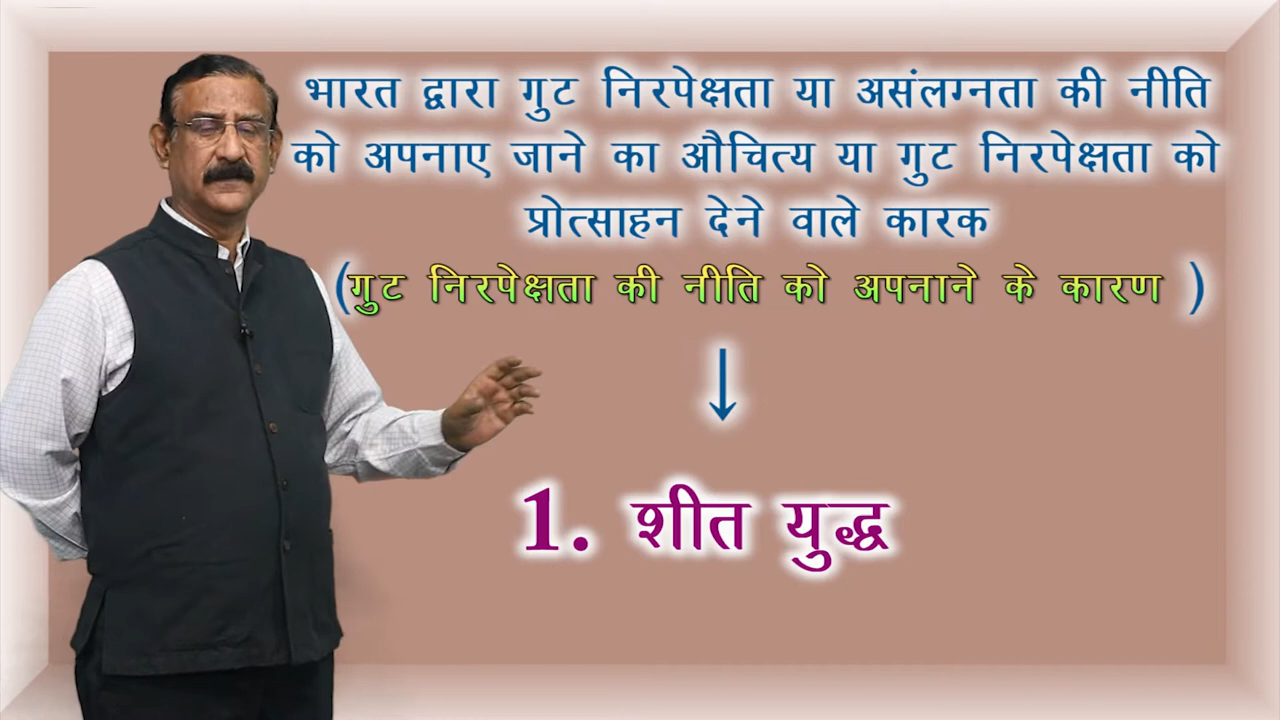 भारत द्वारा गुट निरपेक्षता या असंलग्नता की नीति
को अपनाए जाने का औचित्य या गुट निरपेक्षता को
प्रोत्साहन देने वाले कारक
(गुट निरपेक्षता की नीति को अपनाने के कारण )
1. शीत युद्ध